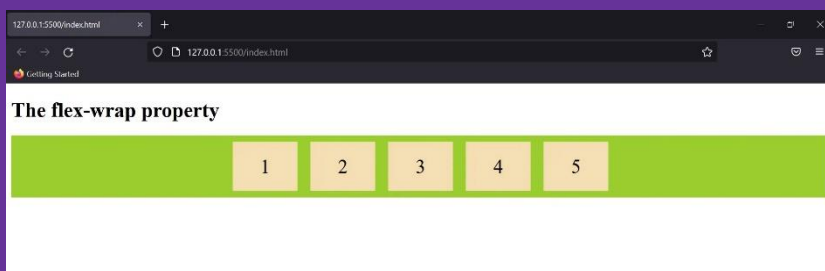 127.0.0.1:5500/index.html
127.0.0.1:5500/index.html
Getting Started
The flex-wrap property
1 2 3 4 5